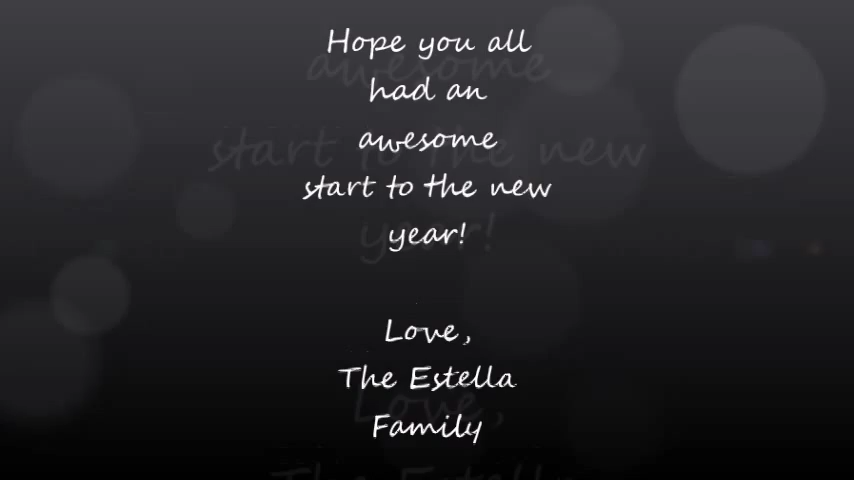 Hope you all
had an
awesome
start to the new
year!
Love,
The Estella
Family